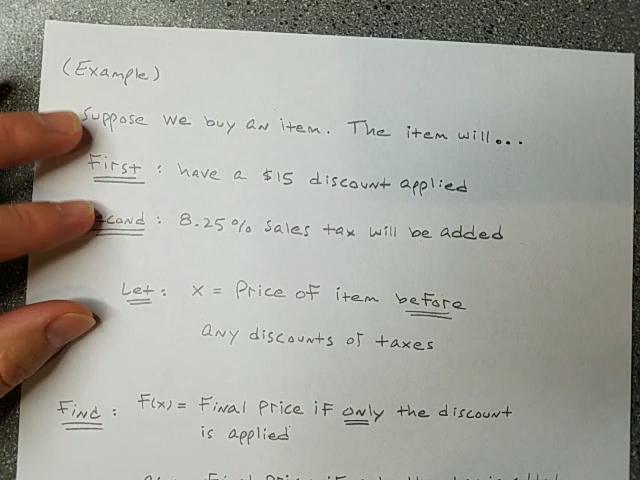 (Example)
Suppose we buy an item. The item will...
First: have a $15 discount applied
econd: 8.25% sales tax will be added
Let: x = Price of item before
any discounts or taxes
Find: F(x) = Final Price if only the discount
is applied